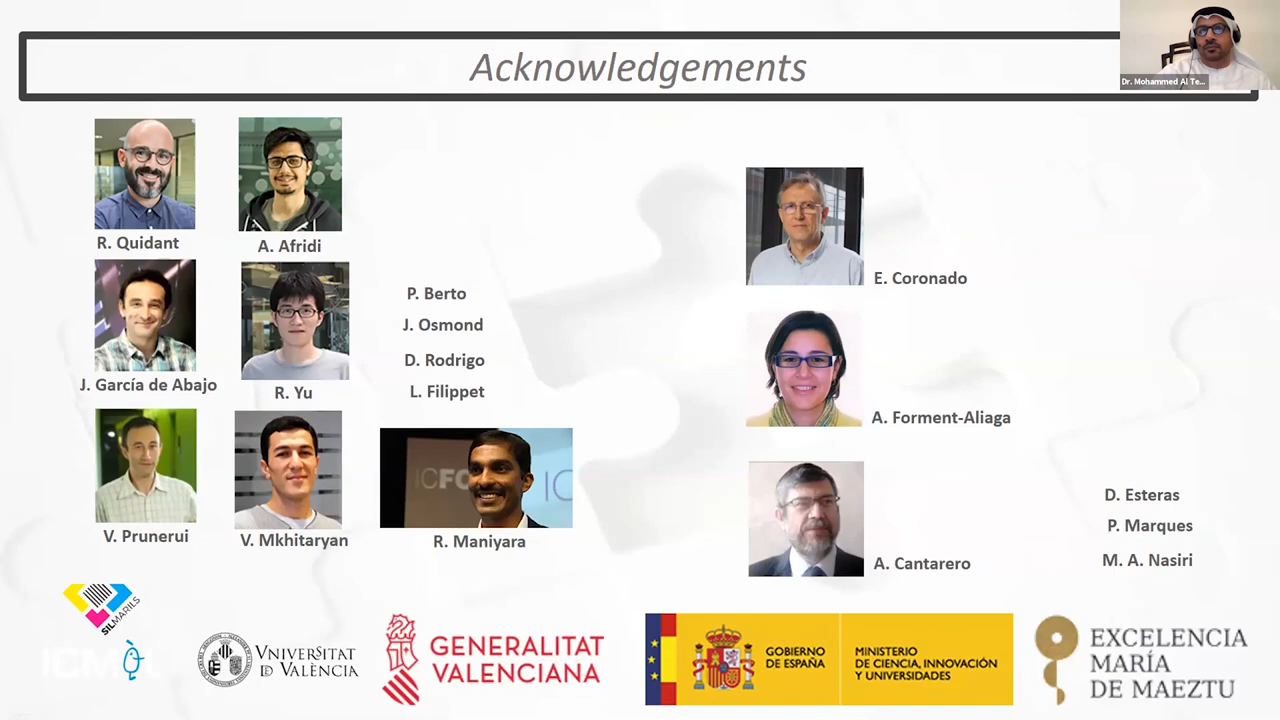 Acknowledgements
Dr. Mohammed Al Te...
R. Quidant
A. Afridi
J. García de Abajo
R. Yu
P. Berto
J. Osmond
D. Rodrigo
L. Filippet
V. Prunerui
V. Mkhitaryan
ICFO
IC
R. Maniyara
E. Coronado
A. Forment-Aliaga
A. Cantarero
D. Esteras
P. Marques
M. A. Nasiri
SILMARILS
ICMOL
VNIVERSITAT
D VALÈNCIA
GENERALITAT
VALENCIANA
GOBIERNO
DE ESPAÑA
MINISTERIO
DE CIENCIA, INNOVACIÓN
Y UNIVERSIDADES
EXCELENCIA
MARÍA
DE MAEZTU